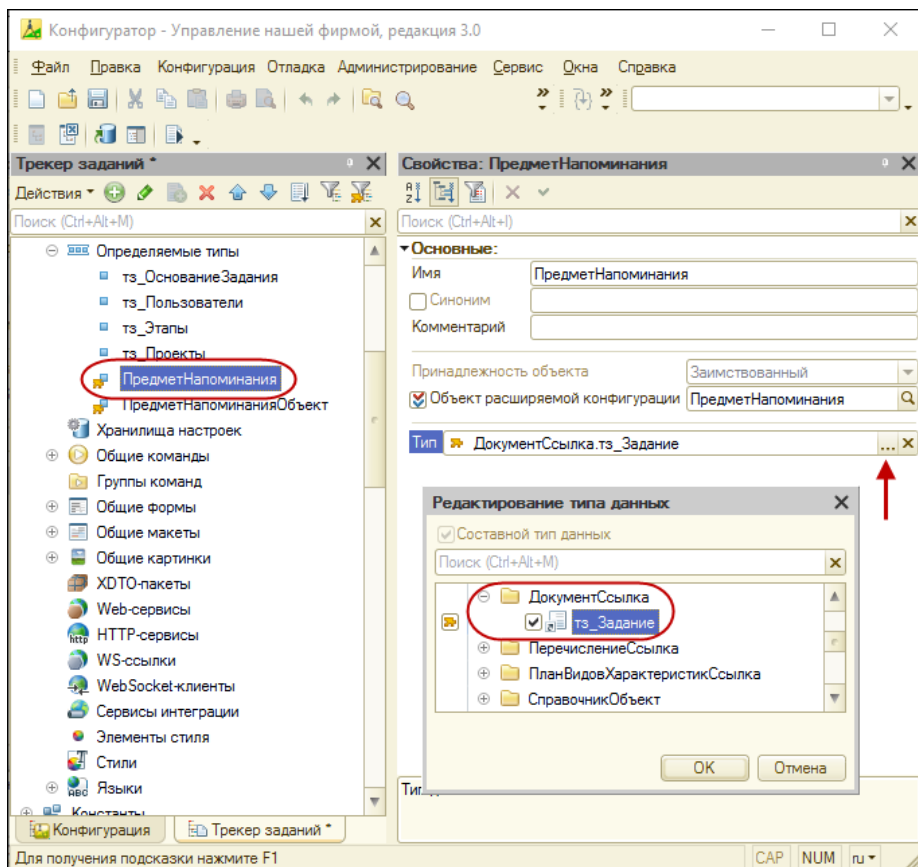 Конфигуратор - Управление нашей фирмой, редакция 3.0
Файл Правка Конфигурация Отладка Администрирование Сервис Окна Справка
Трекер заданий *
Действия
Поиск (Ctrl+Alt+M)
Определяемые типы
тз_ОснованиеЗадания
тз_Пользователи
тз_Этапы
тз_Проекты
ПредметНапоминания
ПредметНапоминанияОбъект
Хранилища настроек
Общие команды
Группы команд
Общие формы
Общие макеты
Общие картинки
XDTO-пакеты
Web-сервисы
HTTP-сервисы
WS-ссылки
WebSocket-клиенты
Сервисы интеграции
Элементы стиля
Стили
Языки
Константы
Свойства: ПредметНапоминания
Поиск (Ctrl+Alt+I)
Основные:
Имя ПредметНапоминания
Синоним
Комментарий
Принадлежность объекта Заимствованный
Объект расширяемой конфигурации ПредметНапоминания
Тип ДокументСсылка.тз_Задание ...
Редактирование типа данных
Составной тип данных
Поиск (Ctrl+Alt+M)
ДокументСсылка
тз_Задание
ПеречислениеСсылка
ПланВидовХарактеристикСсылка
СправочникОбъект
OK Отмена
Конфигурация Трекер заданий *
Для получения подсказки нажмите F1 CAP NUM ru